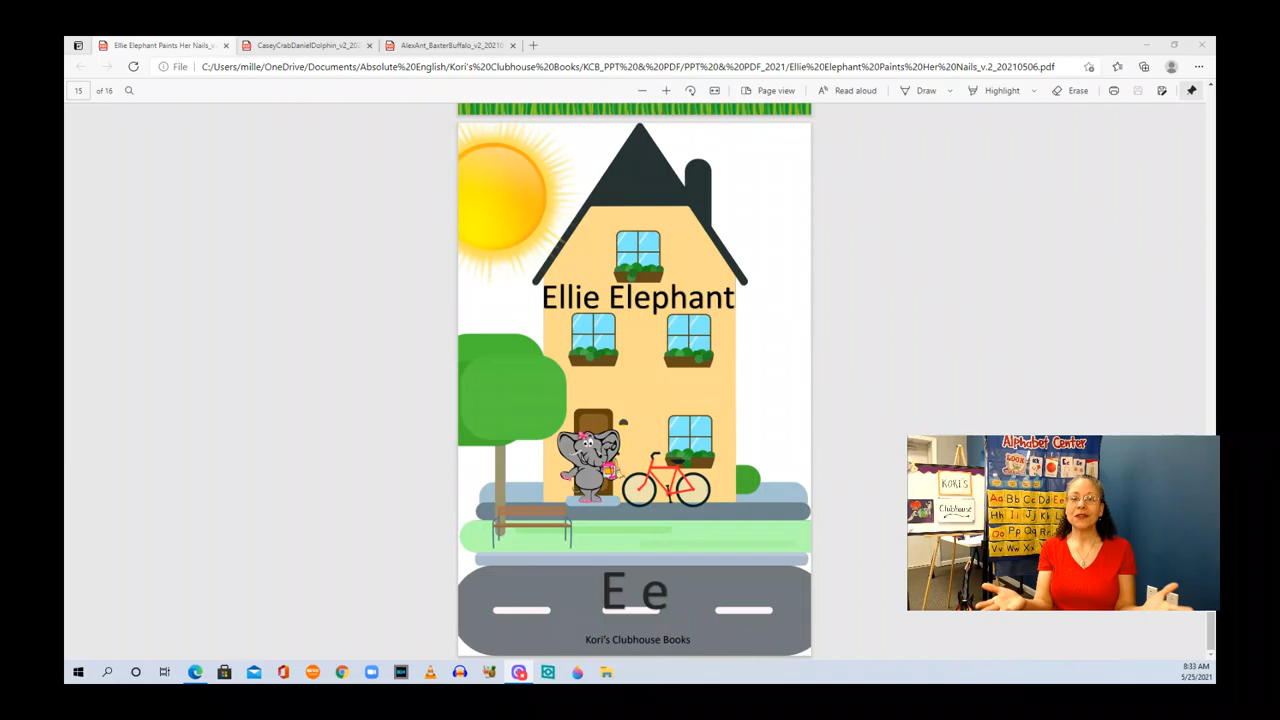 Ellie Elephant Paints Her Nails_v
CaseyCrabDanielDolphin_v2_202
AlexAnt_BaxterBuffalo_v2_20210
File
C:/Users/mille/OneDrive/Documents/Absolute%20English/Kori's%20Clubhouse%20Books/KCB_PPT%20&%20PDF/PPT%20&%20PDF_2021/Ellie%20Elephant%20Paints%20Her%20Nails_v.2_20210506.pdf
15 of 16
Page view
Read aloud
Draw
Highlight
Erase
Ellie Elephant
E e
Kori's Clubhouse Books
Alphabet Center
LOOK
KORI'S
Clubhouse
Aa Bb Cc Dd Ee
Hh Ii Jj Kk
Oo Pp Qq
Vv Ww Xx
8:33 AM
5/25/2021